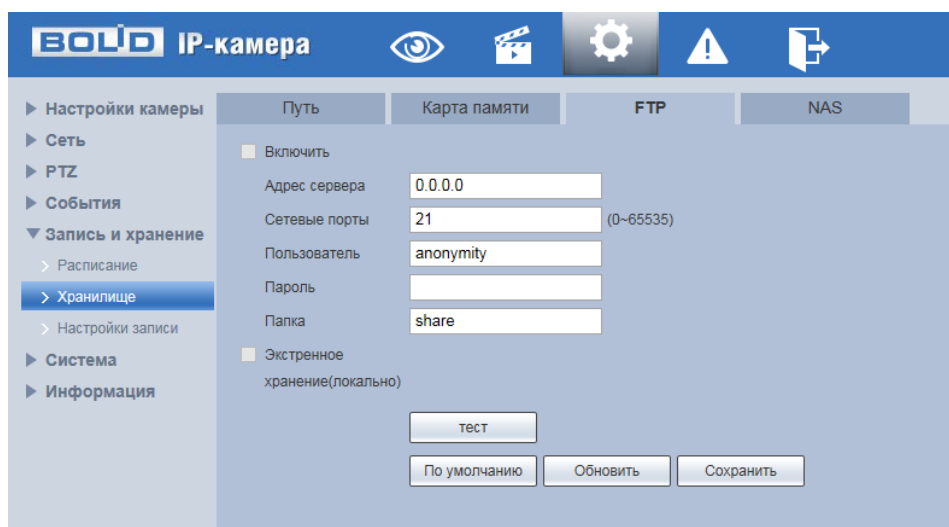 BOLID IP-камера
Настройки камеры
Сеть
PTZ
События
Запись и хранение
Расписание
Хранилище
Настройки записи
Система
Информация
Путь Карта памяти FTP NAS
Включить
Адрес сервера 0.0.0.0
Сетевые порты 21 (0~65535)
Пользователь anonymity
Пароль
Папка share
Экстренное
хранение(локально)
тест
По умолчанию Обновить Сохранить